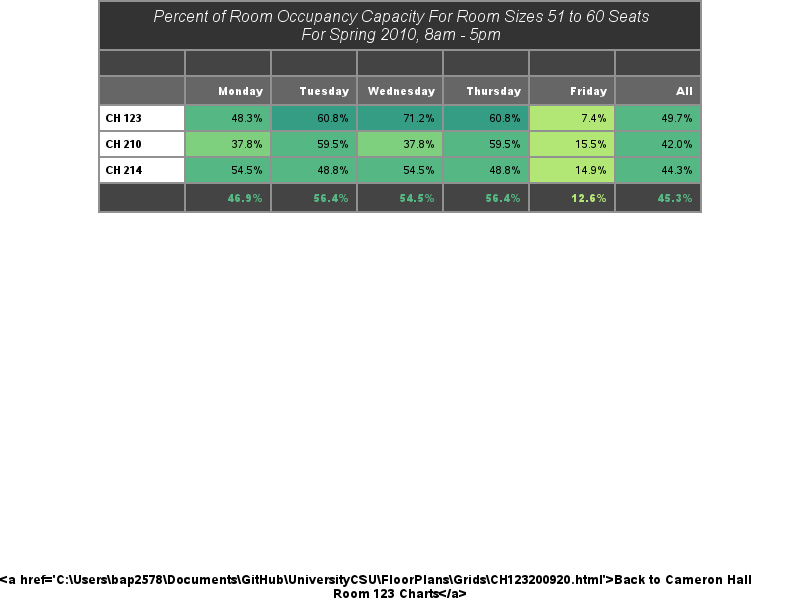 Percent of Room Occupancy Capacity For Room Sizes 51 to 60 Seats
For Spring 2010, 8am - 5pm
Monday Tuesday Wednesday Thursday Friday All
CH 123 48.3% 60.8% 71.2% 60.8% 7.4% 49.7%
CH 210 37.8% 59.5% 37.8% 59.5% 15.5% 42.0%
CH 214 54.5% 48.8% 54.5% 48.8% 14.9% 44.3%
46.9% 56.4% 54.5% 56.4% 12.6% 45.3%
<a href='C:\Users\bap2578\Documents\GitHub\UniversityCSU\FloorPlans\Grids\CH123200920.html'>Back to Cameron Hall
Room 123 Charts</a>